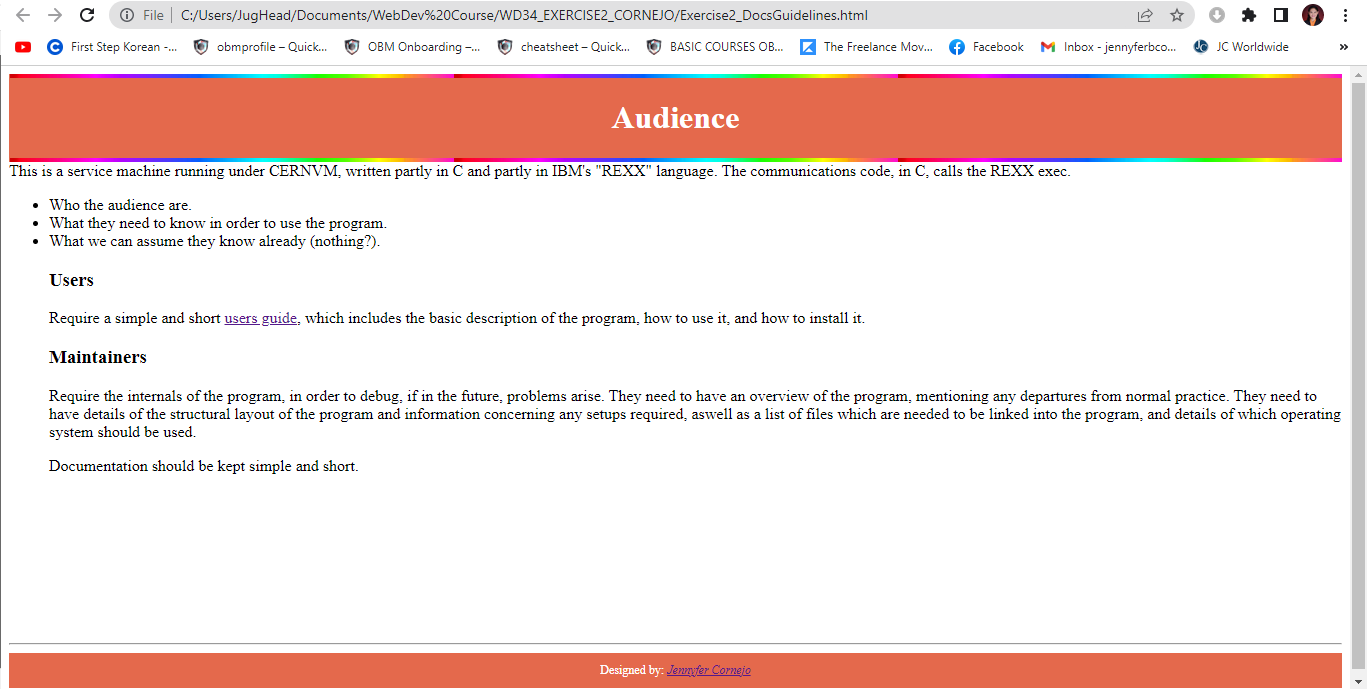 File | C:/Users/JugHead/Documents/WebDev%20Course/WD34_EXERCISE2_CORNEJO/Exercise2_DocsGuidelines.html
First Step Korean -... obmprofile – Quick... OBM Onboarding –... cheatsheet – Quick... BASIC COURSES OB... The Freelance Mov... Facebook Inbox - jennyferbco... JC Worldwide »
Audience
This is a service machine running under CERNVM, written partly in C and partly in IBM's "REXX" language. The communications code, in C, calls the REXX exec.
• Who the audience are.
• What they need to know in order to use the program.
• What we can assume they know already (nothing?).
Users
Require a simple and short users guide, which includes the basic description of the program, how to use it, and how to install it.
Maintainers
Require the internals of the program, in order to debug, if in the future, problems arise. They need to have an overview of the program, mentioning any departures from normal practice. They need to
have details of the structural layout of the program and information concerning any setups required, aswell as a list of files which are needed to be linked into the program, and details of which operating
system should be used.
Documentation should be kept simple and short.
Designed by: Jennyfer Cornejo